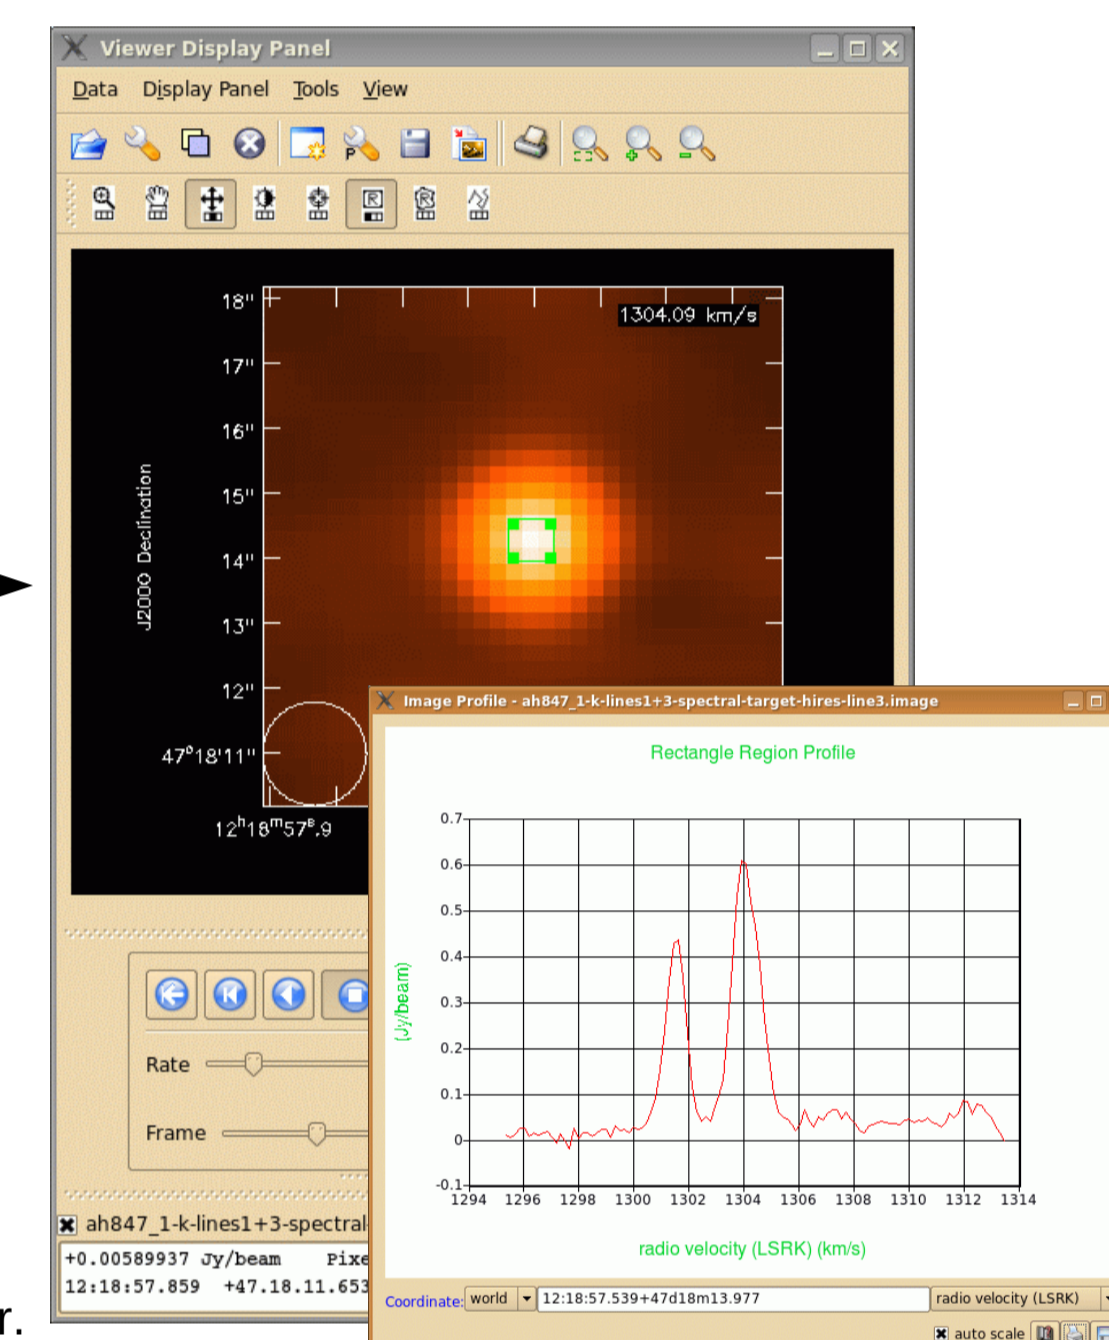 Viewer Display Panel
Data Display Panel Tools View
P
R R
1304.09 km/s
18"
17"
16"
15"
14"
13"
12"
47°18'11"
J2000 Declination
12ʰ18ᵐ57ˢ.9
Image Profile - ah847_1-k-lines1+3-spectral-target-hires-line3.image
Rectangle Region Profile
0.7
0.6
0.5
0.4
0.3
0.2
0.1
0
-0.1
(Jy/beam)
1294 1296 1298 1300 1302 1304 1306 1308 1310 1312 1314
radio velocity (LSRK) (km/s)
Rate
Frame
ah847_1-k-lines1+3-spectral
+0.00589937 Jy/beam Pixe
12:18:57.859 +47.18.11.653
Coordinate: world 12:18:57.539+47d18m13.977 radio velocity (LSRK)
auto scale
r.